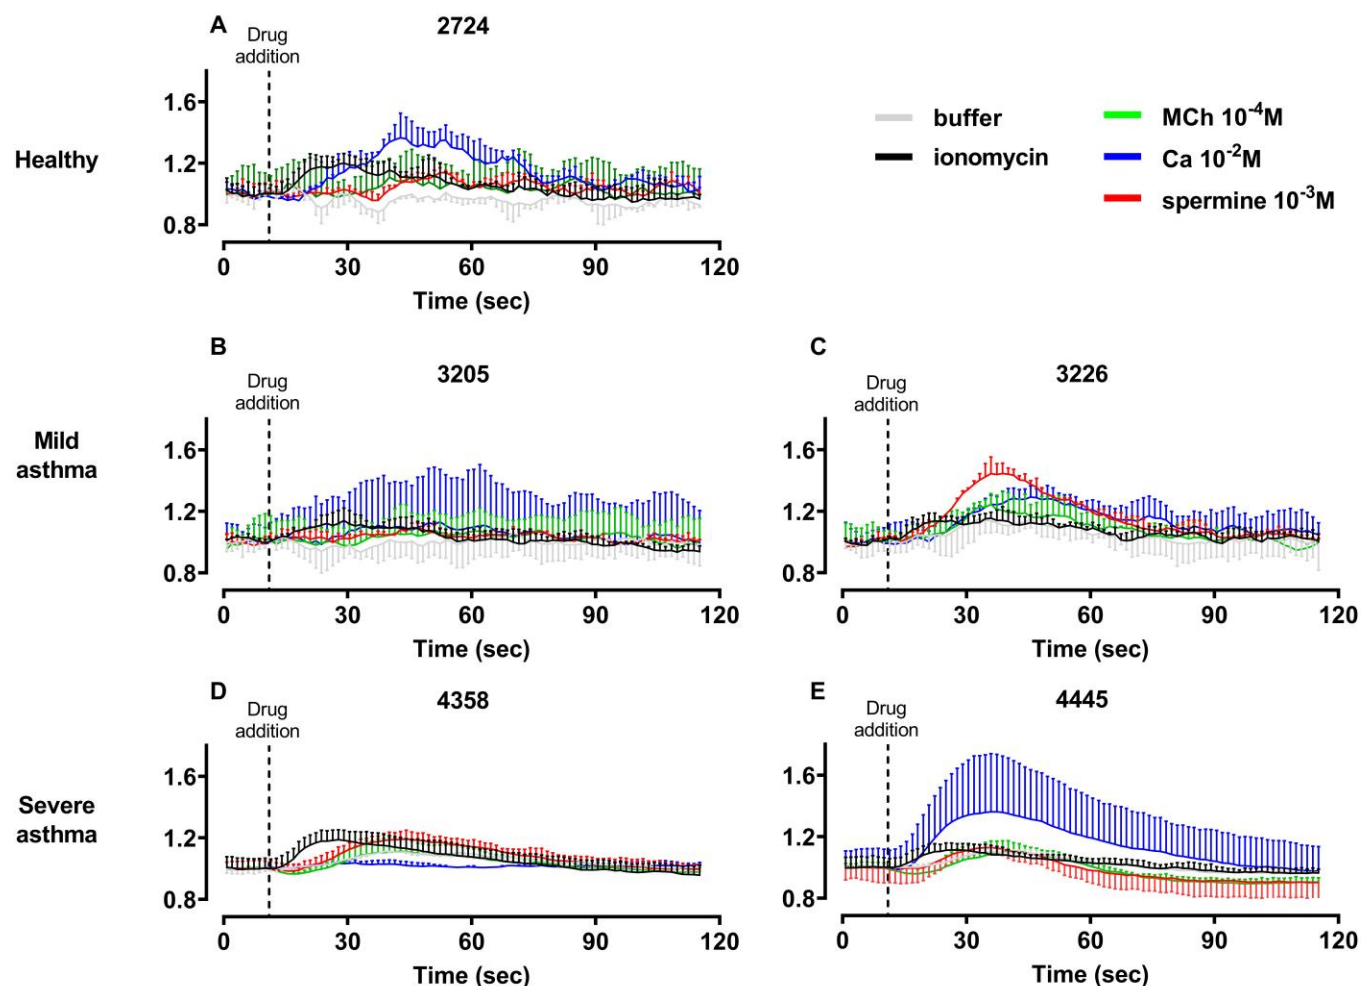 A
2724
Drug
addition
Healthy
1.6
1.2
0.8
0 30 60 90 120
Time (sec)
buffer
ionomycin
MCh 10⁻⁴M
Ca 10⁻²M
spermine 10⁻³M
B
3205
Drug
addition
Mild
asthma
1.6
1.2
0.8
0 30 60 90 120
Time (sec)
C
3226
Drug
addition
1.6
1.2
0.8
0 30 60 90 120
Time (sec)
D
4358
Drug
addition
Severe
asthma
1.6
1.2
0.8
0 30 60 90 120
Time (sec)
E
4445
Drug
addition
1.6
1.2
0.8
0 30 60 90 120
Time (sec)